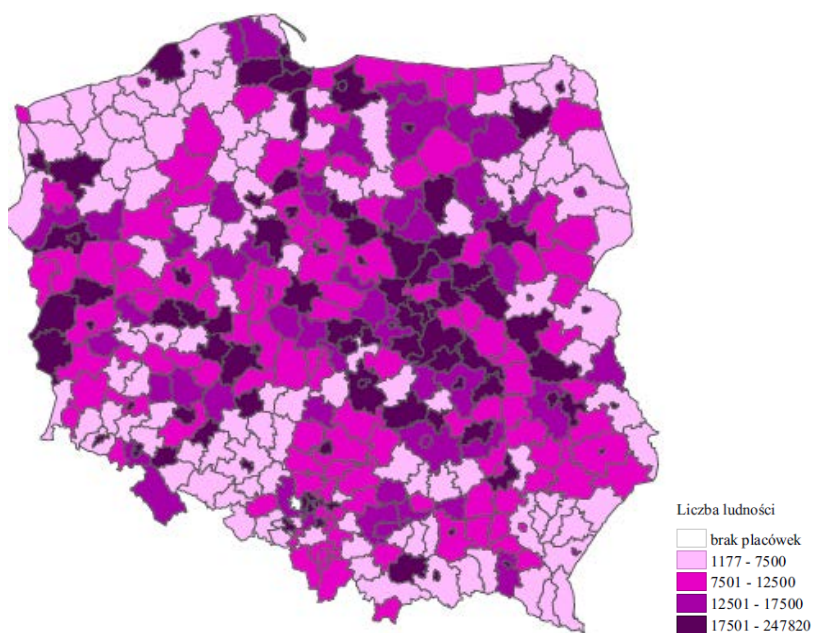 Liczba ludności
brak placówek
1177 - 7500
7501 - 12500
12501 - 17500
17501 - 247820